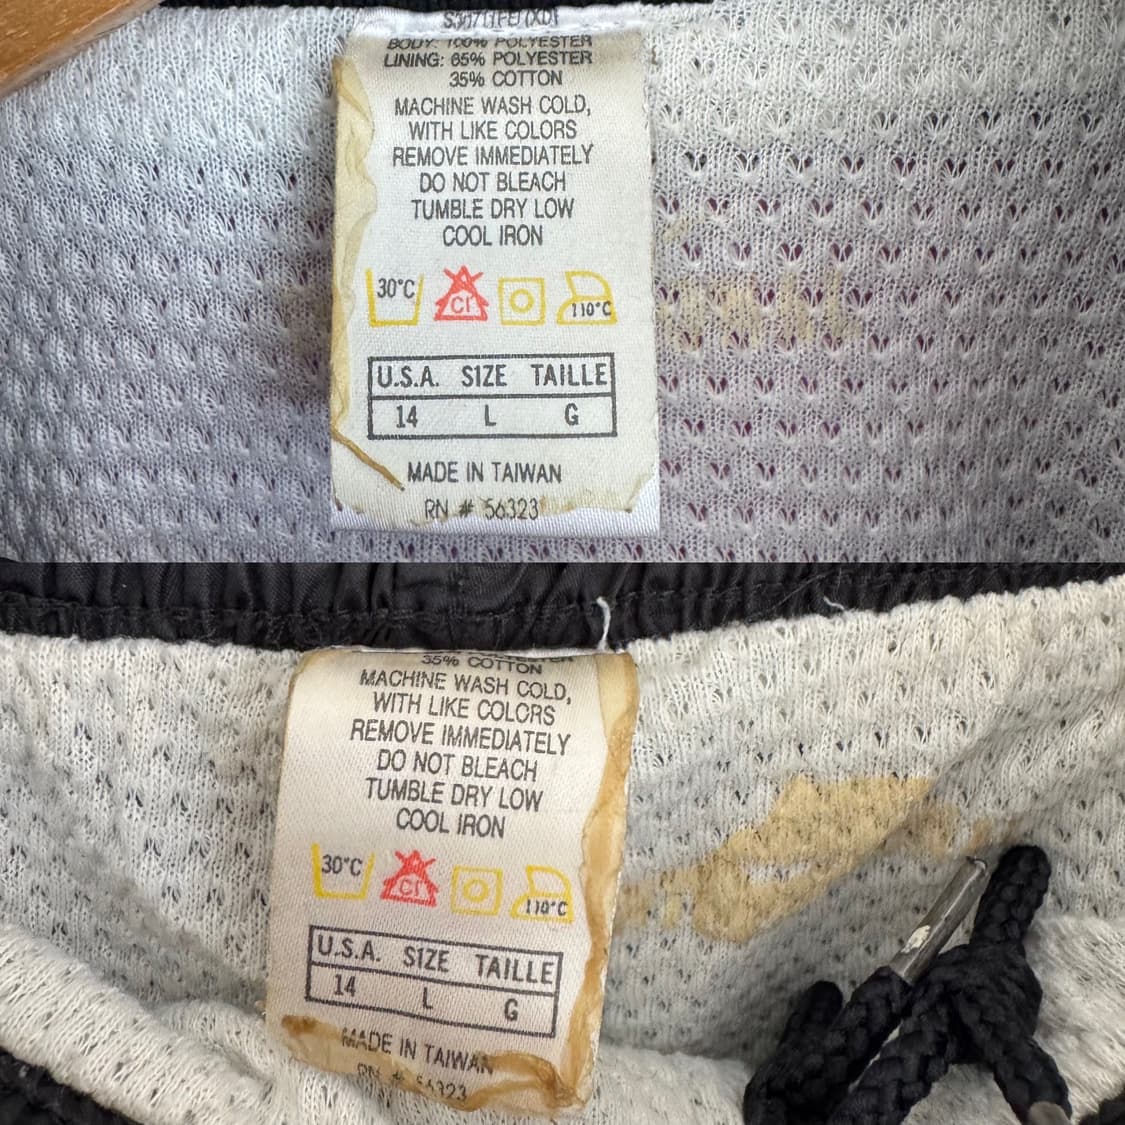 BODY: 100% POLYESTER
LINING: 65% POLYESTER
35% COTTON
MACHINE WASH COLD,
WITH LIKE COLORS
REMOVE IMMEDIATELY
DO NOT BLEACH
TUMBLE DRY LOW
COOL IRON
30°C Cl 110°C
U.S.A. SIZE TAILLE
14 L G
MADE IN TAIWAN
RN # 56323
35% COTTON
MACHINE WASH COLD,
WITH LIKE COLORS
REMOVE IMMEDIATELY
DO NOT BLEACH
TUMBLE DRY LOW
COOL IRON
30°C Cl 110°C
U.S.A. SIZE TAILLE
14 L G
MADE IN TAIWAN
RN # 56323